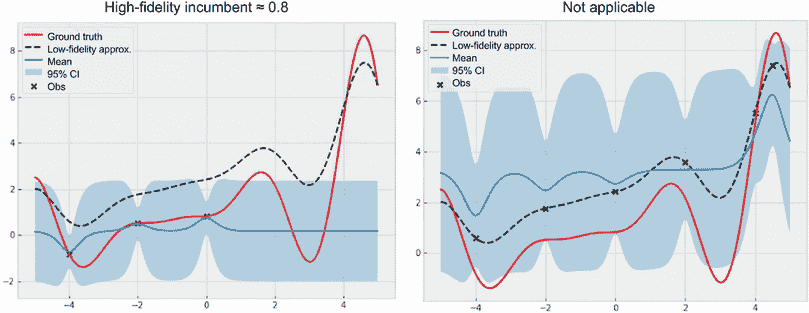 High-fidelity incumbent ≈ 0.8
Ground truth
Low-fidelity approx.
Mean
95% CI
Obs
8
6
4
2
0
−2
−4
−2
0
2
4
Not applicable
Ground truth
Low-fidelity approx.
Mean
95% CI
Obs
8
6
4
2
0
−4
−2
0
2
4